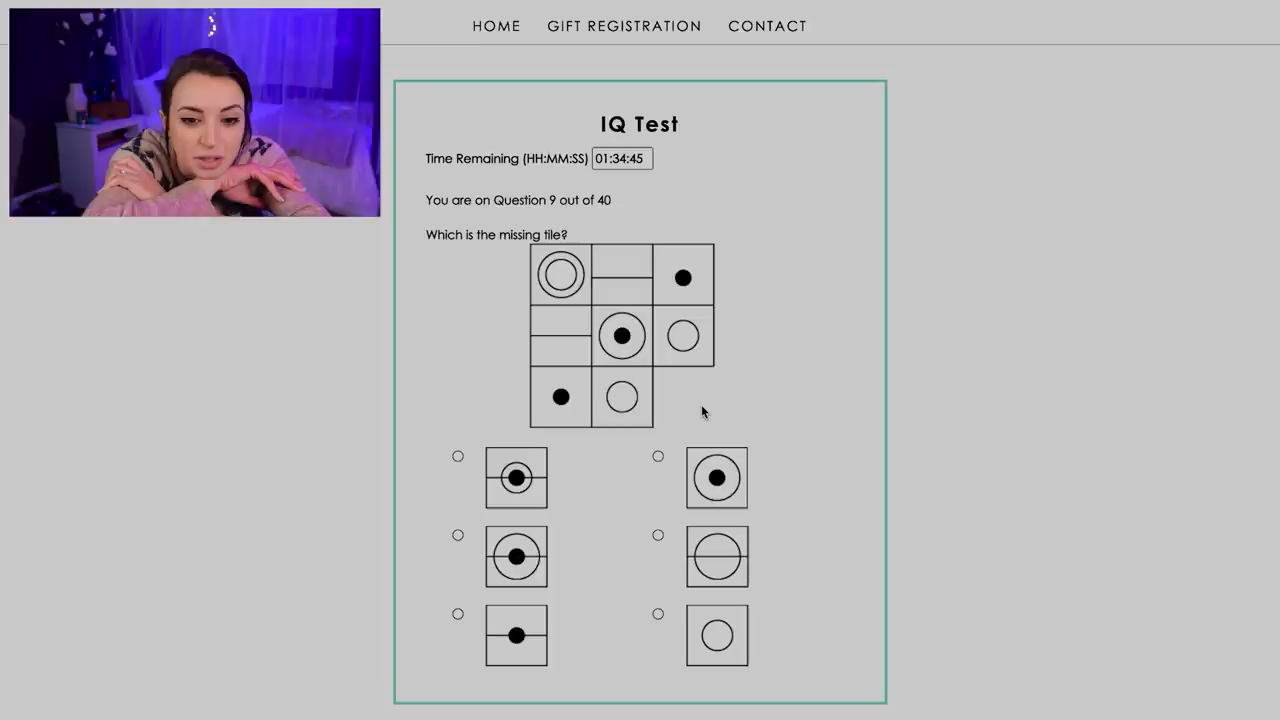 HOME GIFT REGISTRATION CONTACT
IQ Test
Time Remaining (HH:MM:SS) 01:34:45
You are on Question 9 out of 40
Which is the missing tile?